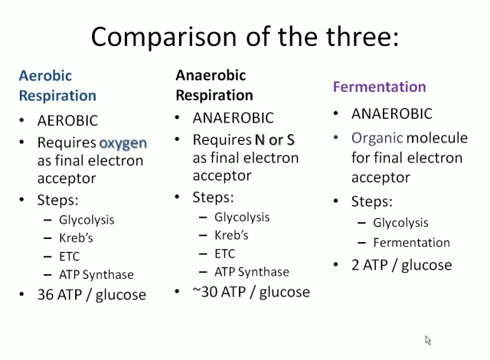 Comparison of the three:
Aerobic
Respiration
• AEROBIC
• Requires oxygen
as final electron
acceptor
• Steps:
– Glycolysis
– Kreb's
– ETC
– ATP Synthase
• 36 ATP / glucose
Anaerobic
Respiration
• ANAEROBIC
• Requires N or S
as final electron
acceptor
• Steps:
– Glycolysis
– Kreb's
– ETC
– ATP Synthase
• ~30 ATP / glucose
Fermentation
• ANAEROBIC
• Organic molecule
for final electron
acceptor
• Steps:
– Glycolysis
– Fermentation
• 2 ATP / glucose